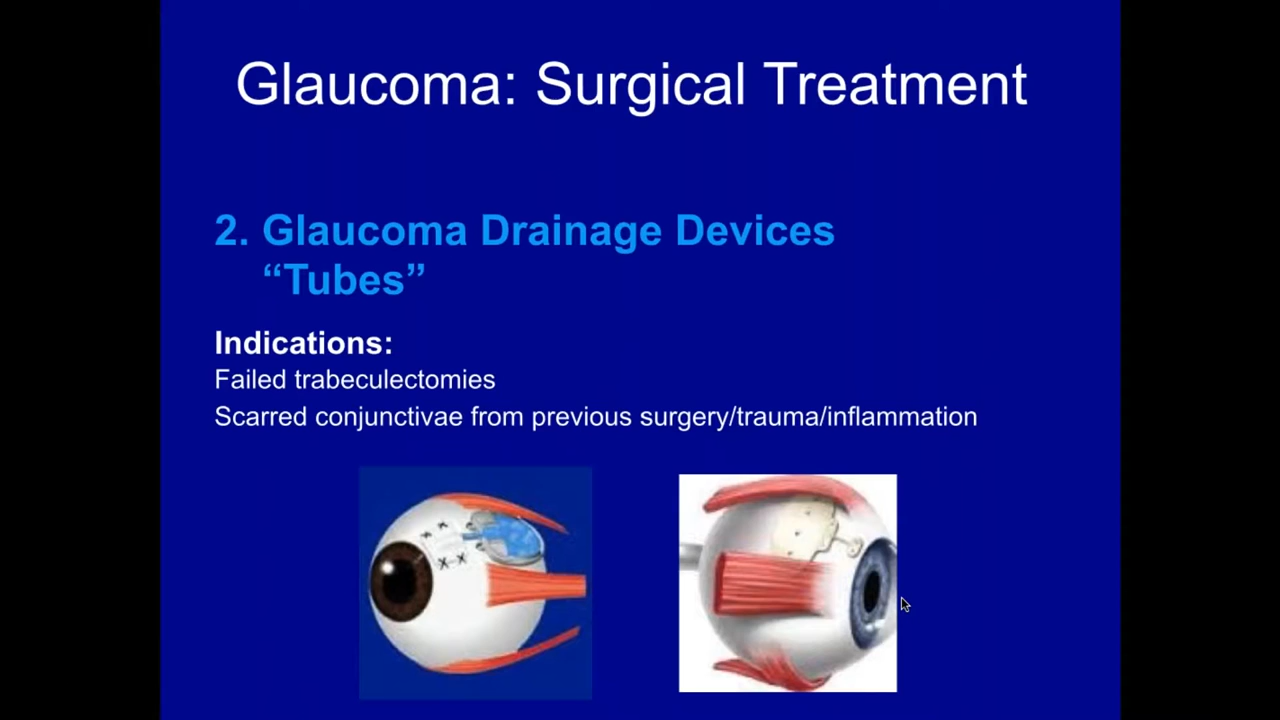 Glaucoma: Surgical Treatment
2. Glaucoma Drainage Devices
“Tubes”
Indications:
Failed trabeculectomies
Scarred conjunctivae from previous surgery/trauma/inflammation